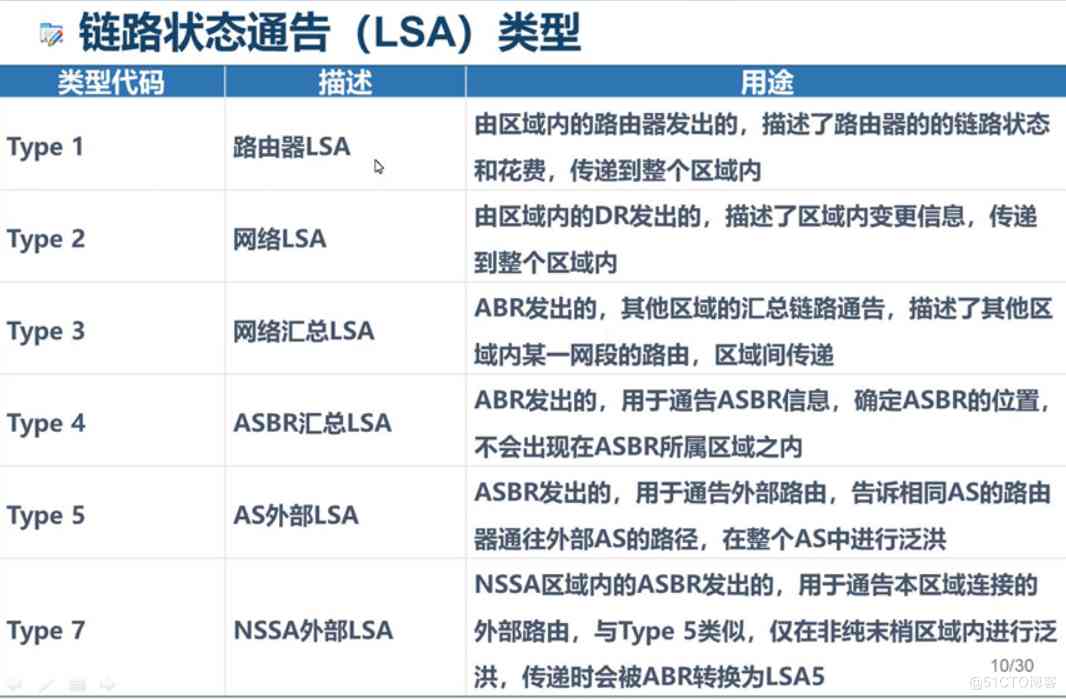 链路状态通告（LSA）类型
类型代码 描述 用途
Type 1 路由器LSA 由区域内的路由器发出的，描述了路由器的的链路状态
和花费，传递到整个区域内
Type 2 网络LSA 由区域内的DR发出的，描述了区域内变更信息，传递
到整个区域内
Type 3 网络汇总LSA ABR发出的，其他区域的汇总链路通告，描述了其他区
域内某一网段的路由，区域间传递
Type 4 ASBR汇总LSA ABR发出的，用于通告ASBR信息，确定ASBR的位置，
不会出现在ASBR所属区域之内
Type 5 AS外部LSA ASBR发出的，用于通告外部路由，告诉相同AS的路由
器通往外部AS的路径，在整个AS中进行泛洪
Type 7 NSSA外部LSA NSSA区域内的ASBR发出的，用于通告本区域连接的
外部路由，与Type 5类似，仅在非纯末梢区域内进行泛
洪，传递时会被ABR转换为LSA5
10/30
@51CTO博客